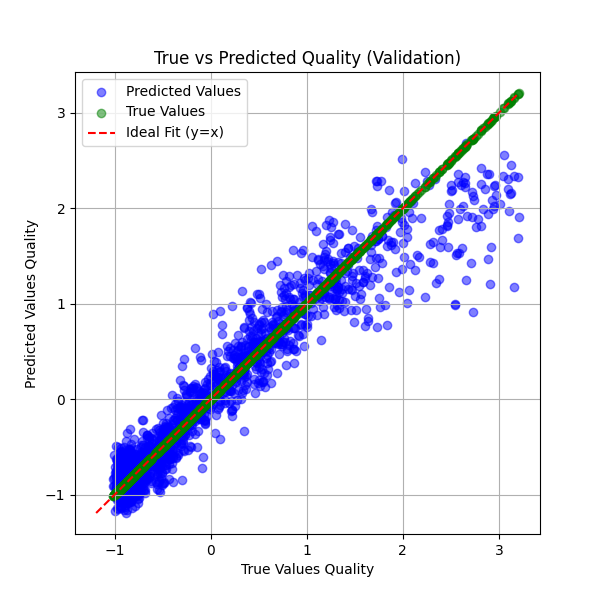 True vs Predicted Quality (Validation)
Predicted Values
True Values
Ideal Fit (y=x)
Predicted Values Quality
3
2
1
0
−1
−1 0 1 2 3
True Values Quality